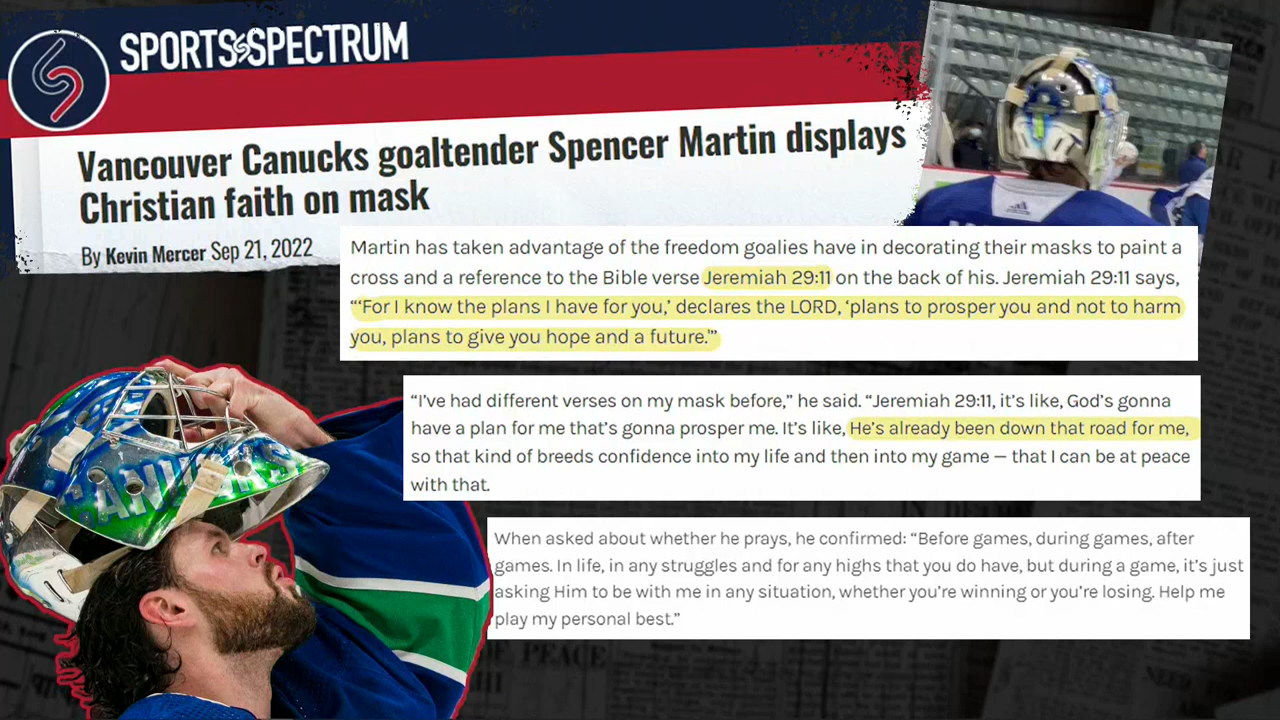 SPORTS SPECTRUM
Vancouver Canucks goaltender Spencer Martin displays
Christian faith on mask
By Kevin Mercer Sep 21, 2022
Martin has taken advantage of the freedom goalies have in decorating their masks to paint a
cross and a reference to the Bible verse Jeremiah 29:11 on the back of his. Jeremiah 29:11 says,
“‘For I know the plans I have for you,’ declares the LORD, ‘plans to prosper you and not to harm
you, plans to give you hope and a future.’”
“I’ve had different verses on my mask before,” he said. “Jeremiah 29:11, it’s like, God’s gonna
have a plan for me that’s gonna prosper me. It’s like, He’s already been down that road for me,
so that kind of breeds confidence into my life and then into my game — that I can be at peace
with that.
When asked about whether he prays, he confirmed: “Before games, during games, after
games. In life, in any struggles and for any highs that you do have, but during a game, it’s just
asking Him to be with me in any situation, whether you’re winning or you’re losing. Help me
play my personal best.”